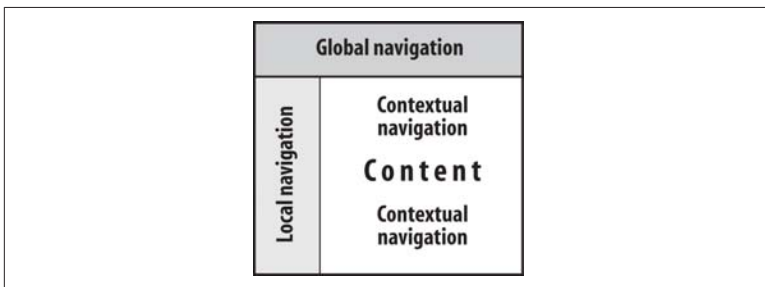 Global navigation
Local navigation
Contextual
navigation
Content
Contextual
navigation